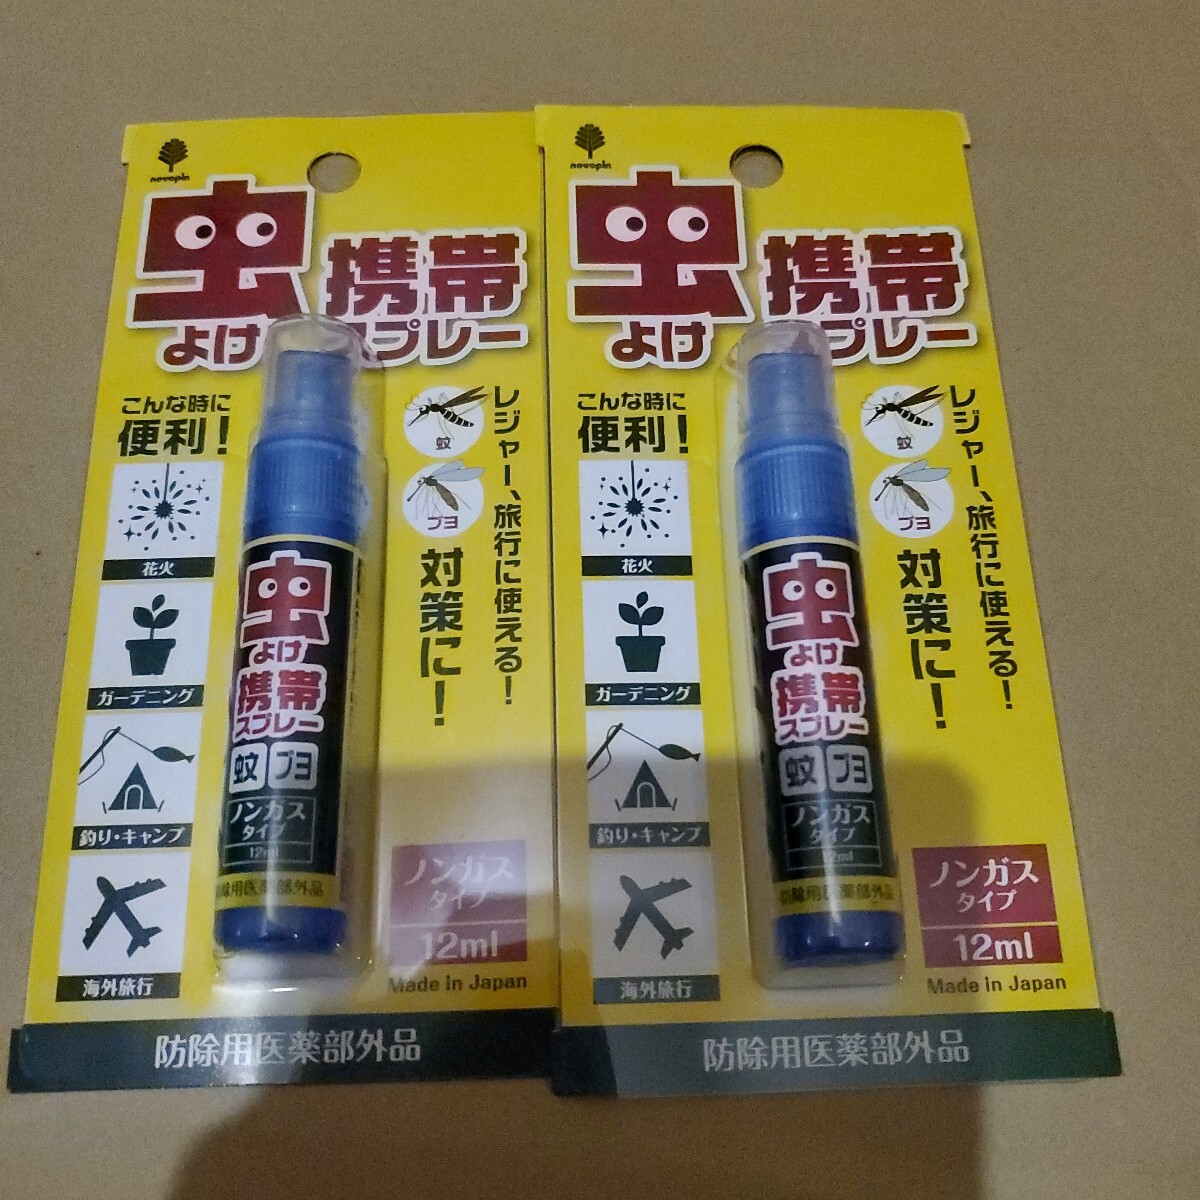 novopin
虫よけ
携帯
スプレー
こんな時に
便利！
花火
ガーデニング
釣り・キャンプ
海外旅行
蚊
ブヨ
レジャー、旅行に使える！
対策に！
虫
よけ
携帯
スプレー
蚊 ブヨ
ノンガス
タイプ
12ml
防除用医薬部外品
ノンガス
タイプ
12ml
Made in Japan
防除用医薬部外品
novopin
虫よけ
携帯
スプレー
こんな時に
便利！
花火
ガーデニング
釣り・キャンプ
海外旅行
蚊
ブヨ
レジャー、旅行に使える！
対策に！
虫
よけ
携帯
スプレー
蚊 ブヨ
ノンガス
タイプ
12ml
防除用医薬部外品
ノンガス
タイプ
12ml
Made in Japan
防除用医薬部外品